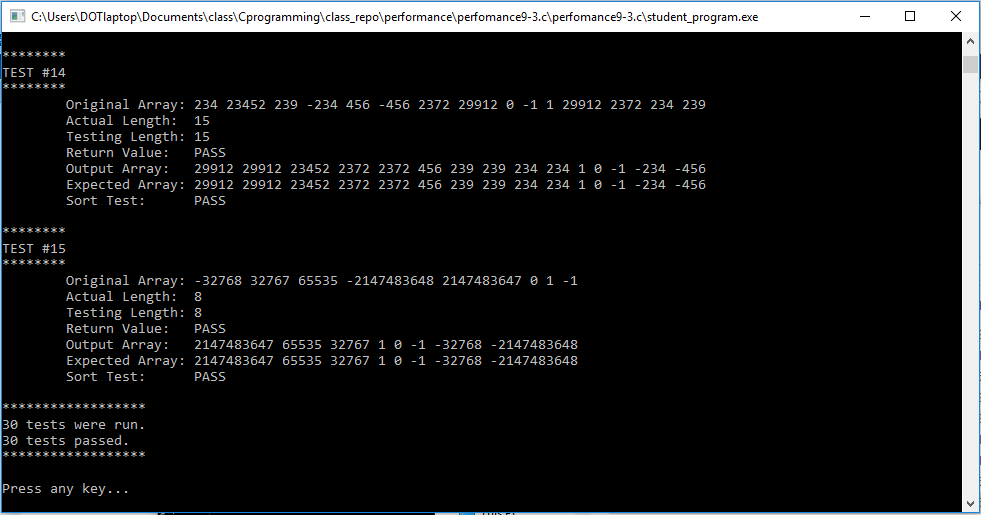 C:\Users\DOTlaptop\Documents\class\Cprogramming\class_repo\performance\perfomance9-3.c\perfomance9-3.c\student_program.exe
********
TEST #14
********
Original Array: 234 23452 239 -234 456 -456 2372 29912 0 -1 1 29912 2372 234 239
Actual Length: 15
Testing Length: 15
Return Value: PASS
Output Array: 29912 29912 23452 2372 2372 456 239 239 234 234 1 0 -1 -234 -456
Expected Array: 29912 29912 23452 2372 2372 456 239 239 234 234 1 0 -1 -234 -456
Sort Test: PASS
********
TEST #15
********
Original Array: -32768 32767 65535 -2147483648 2147483647 0 1 -1
Actual Length: 8
Testing Length: 8
Return Value: PASS
Output Array: 2147483647 65535 32767 1 0 -1 -32768 -2147483648
Expected Array: 2147483647 65535 32767 1 0 -1 -32768 -2147483648
Sort Test: PASS
******************
30 tests were run.
30 tests passed.
******************
Press any key...